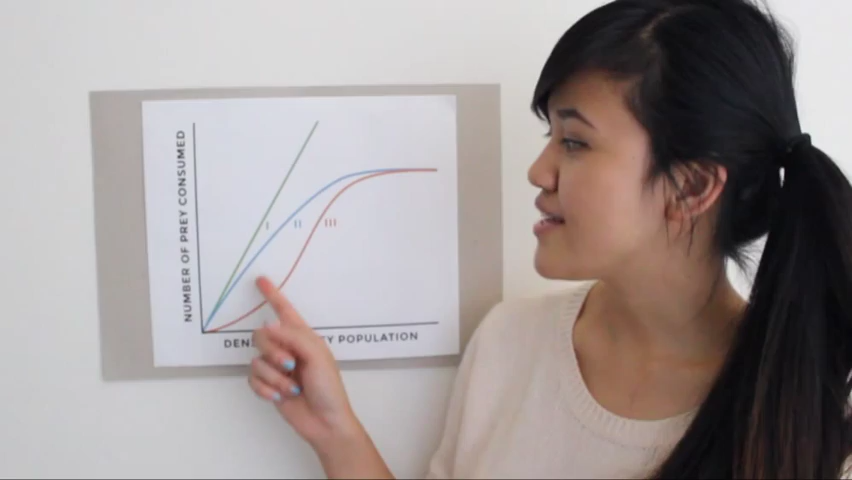 NUMBER OF PREY CONSUMED
I
II
III
POPULATION